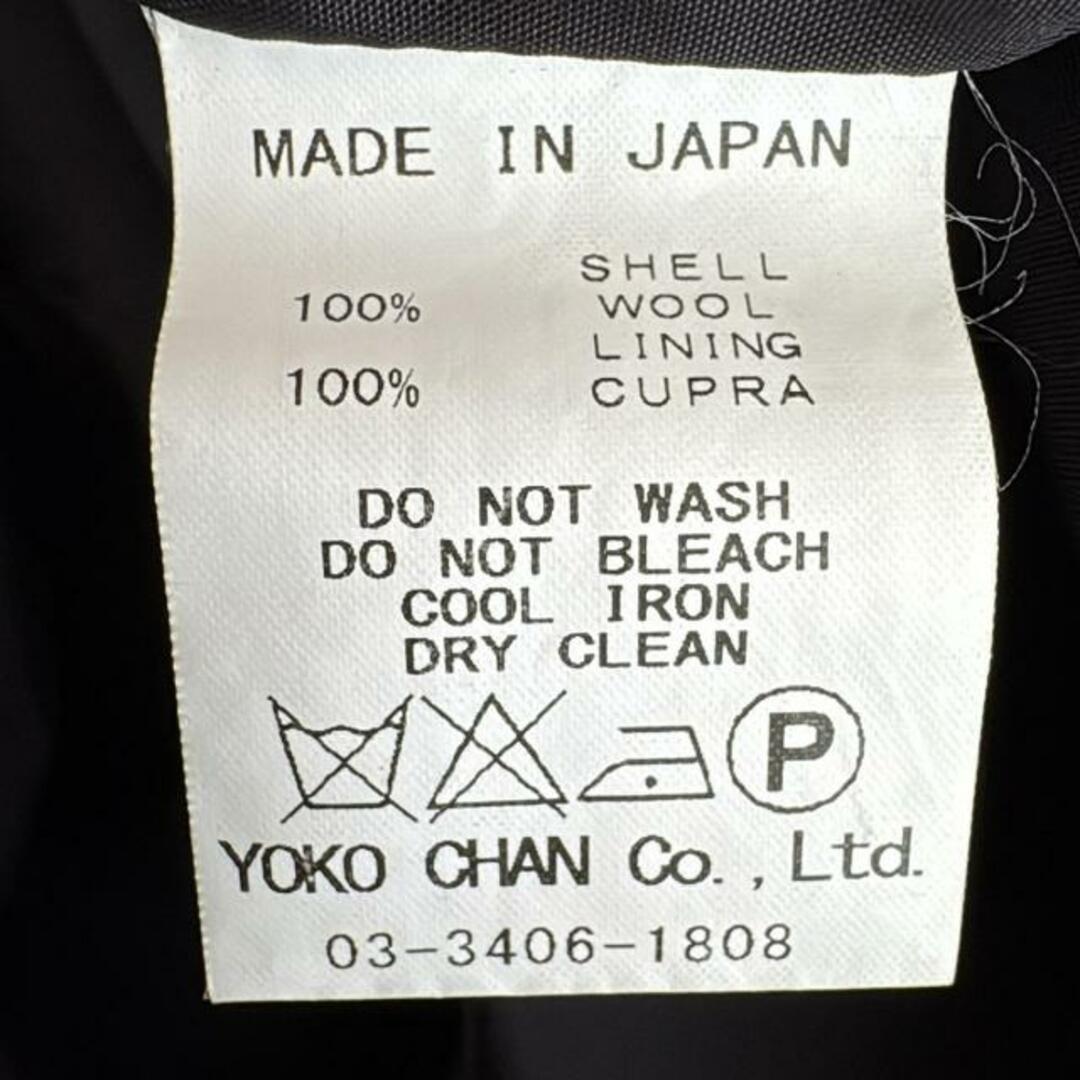 MADE IN JAPAN
SHELL
100% WOOL
LINING
100% CUPRA
DO NOT WASH
DO NOT BLEACH
COOL IRON
DRY CLEAN
P
YOKO CHAN Co., Ltd.
03-3406-1808